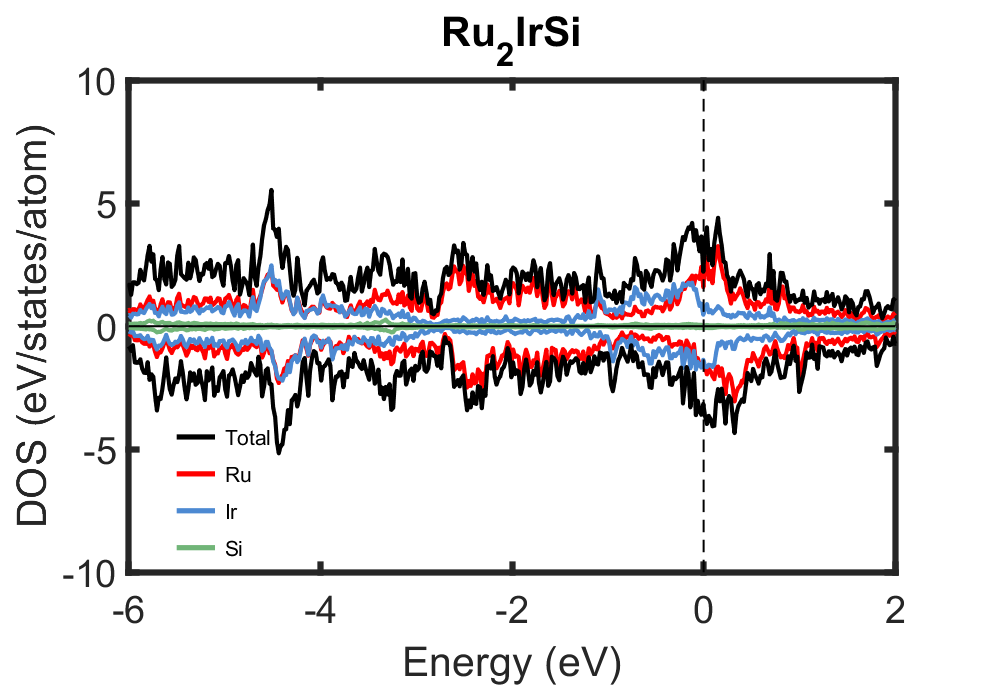 Ru₂IrSi
10
5
0
-5
-10
DOS (eV/states/atom)
Total
Ru
Ir
Si
-6 -4 -2 0 2
Energy (eV)